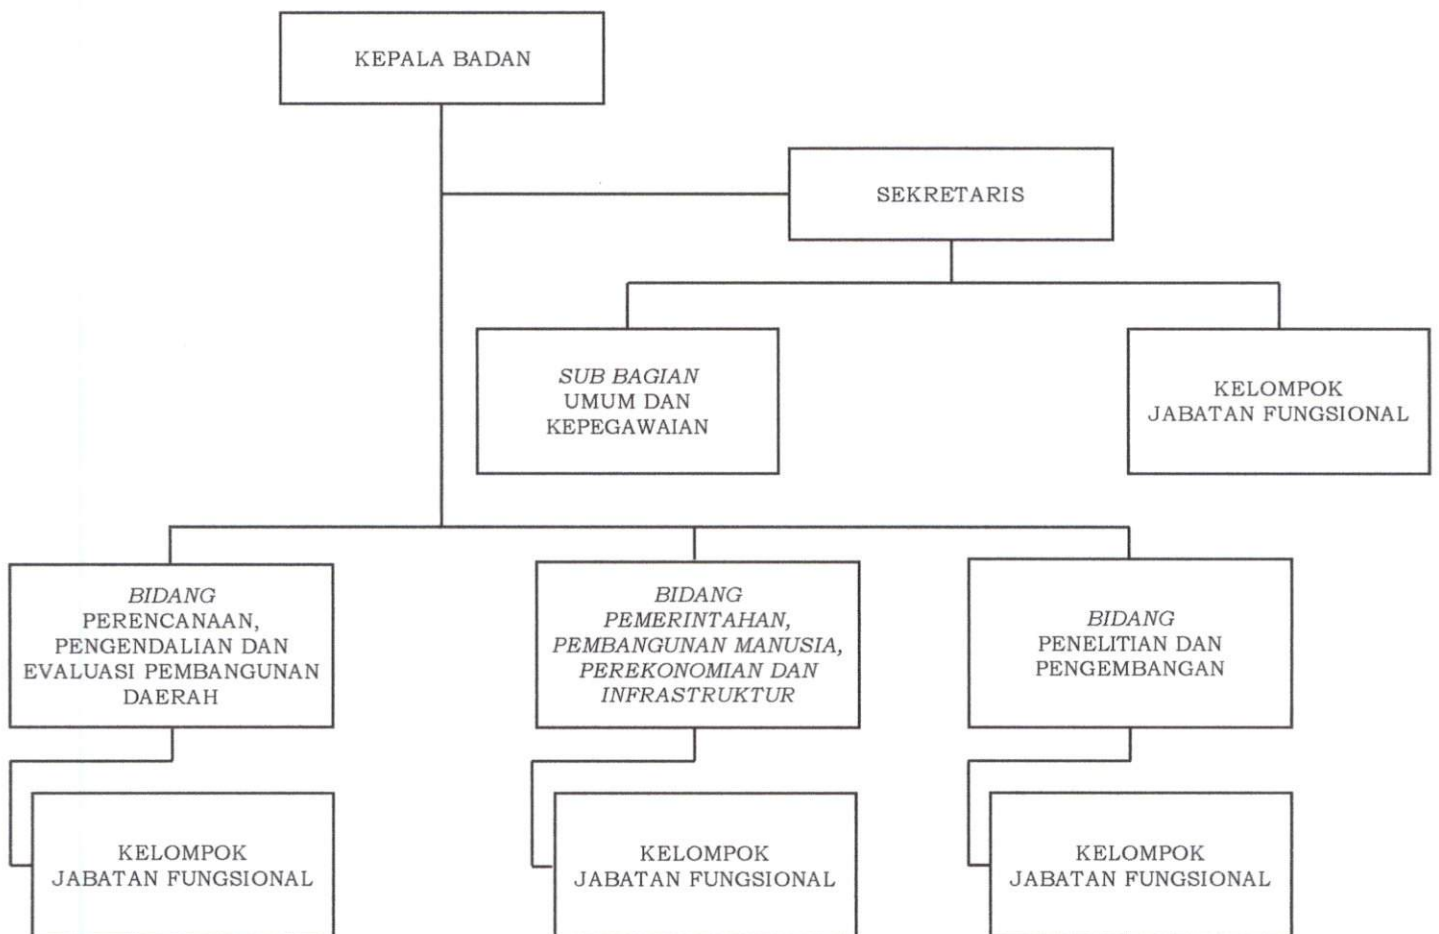 KEPALA BADAN
SEKRETARIS
SUB BAGIAN
UMUM DAN
KEPEGAWAIAN
KELOMPOK
JABATAN FUNGSIONAL
BIDANG
PERENCANAAN,
PENGENDALIAN DAN
EVALUASI PEMBANGUNAN
DAERAH
BIDANG
PEMERINTAHAN,
PEMBANGUNAN MANUSIA,
PEREKONOMIAN DAN
INFRASTRUKTUR
BIDANG
PENELITIAN DAN
PENGEMBANGAN
KELOMPOK
JABATAN FUNGSIONAL
KELOMPOK
JABATAN FUNGSIONAL
KELOMPOK
JABATAN FUNGSIONAL